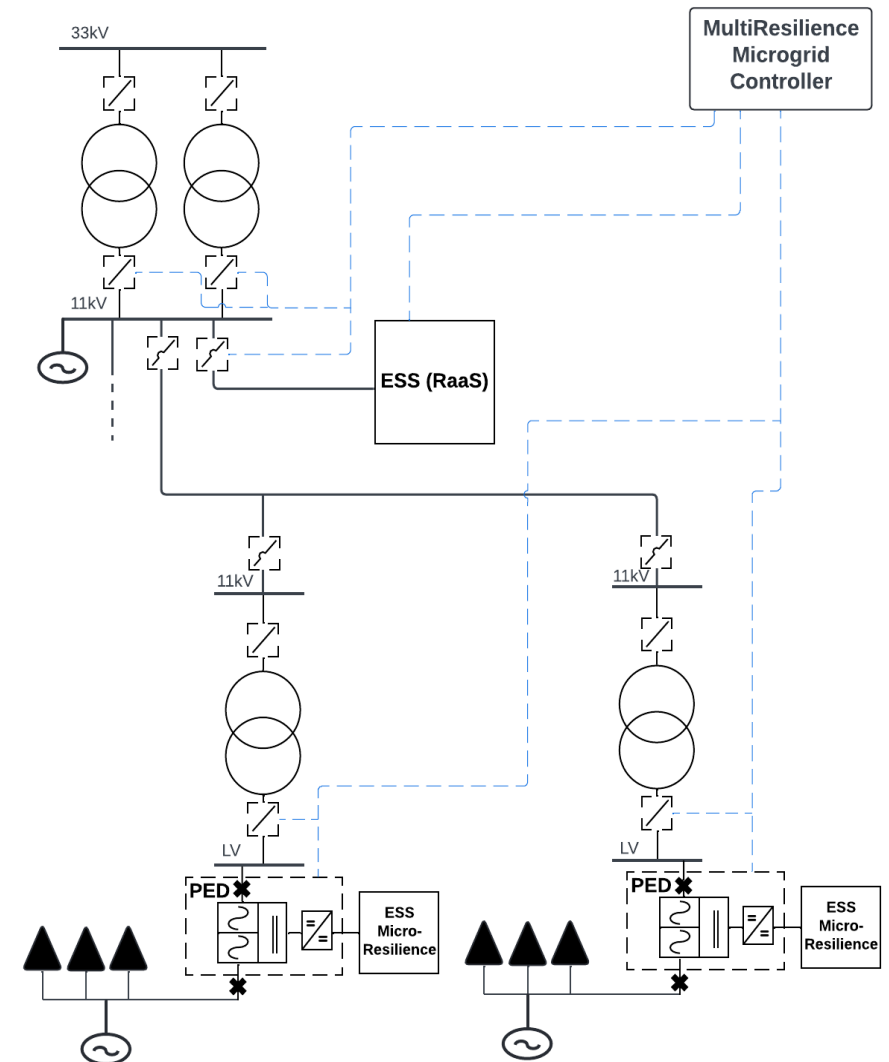 33kV
MultiResilience
Microgrid
Controller
11kV
ESS (RaaS)
11kV
11kV
LV
LV
PED
ESS
Micro-
Resilience
PED
ESS
Micro-
Resilience